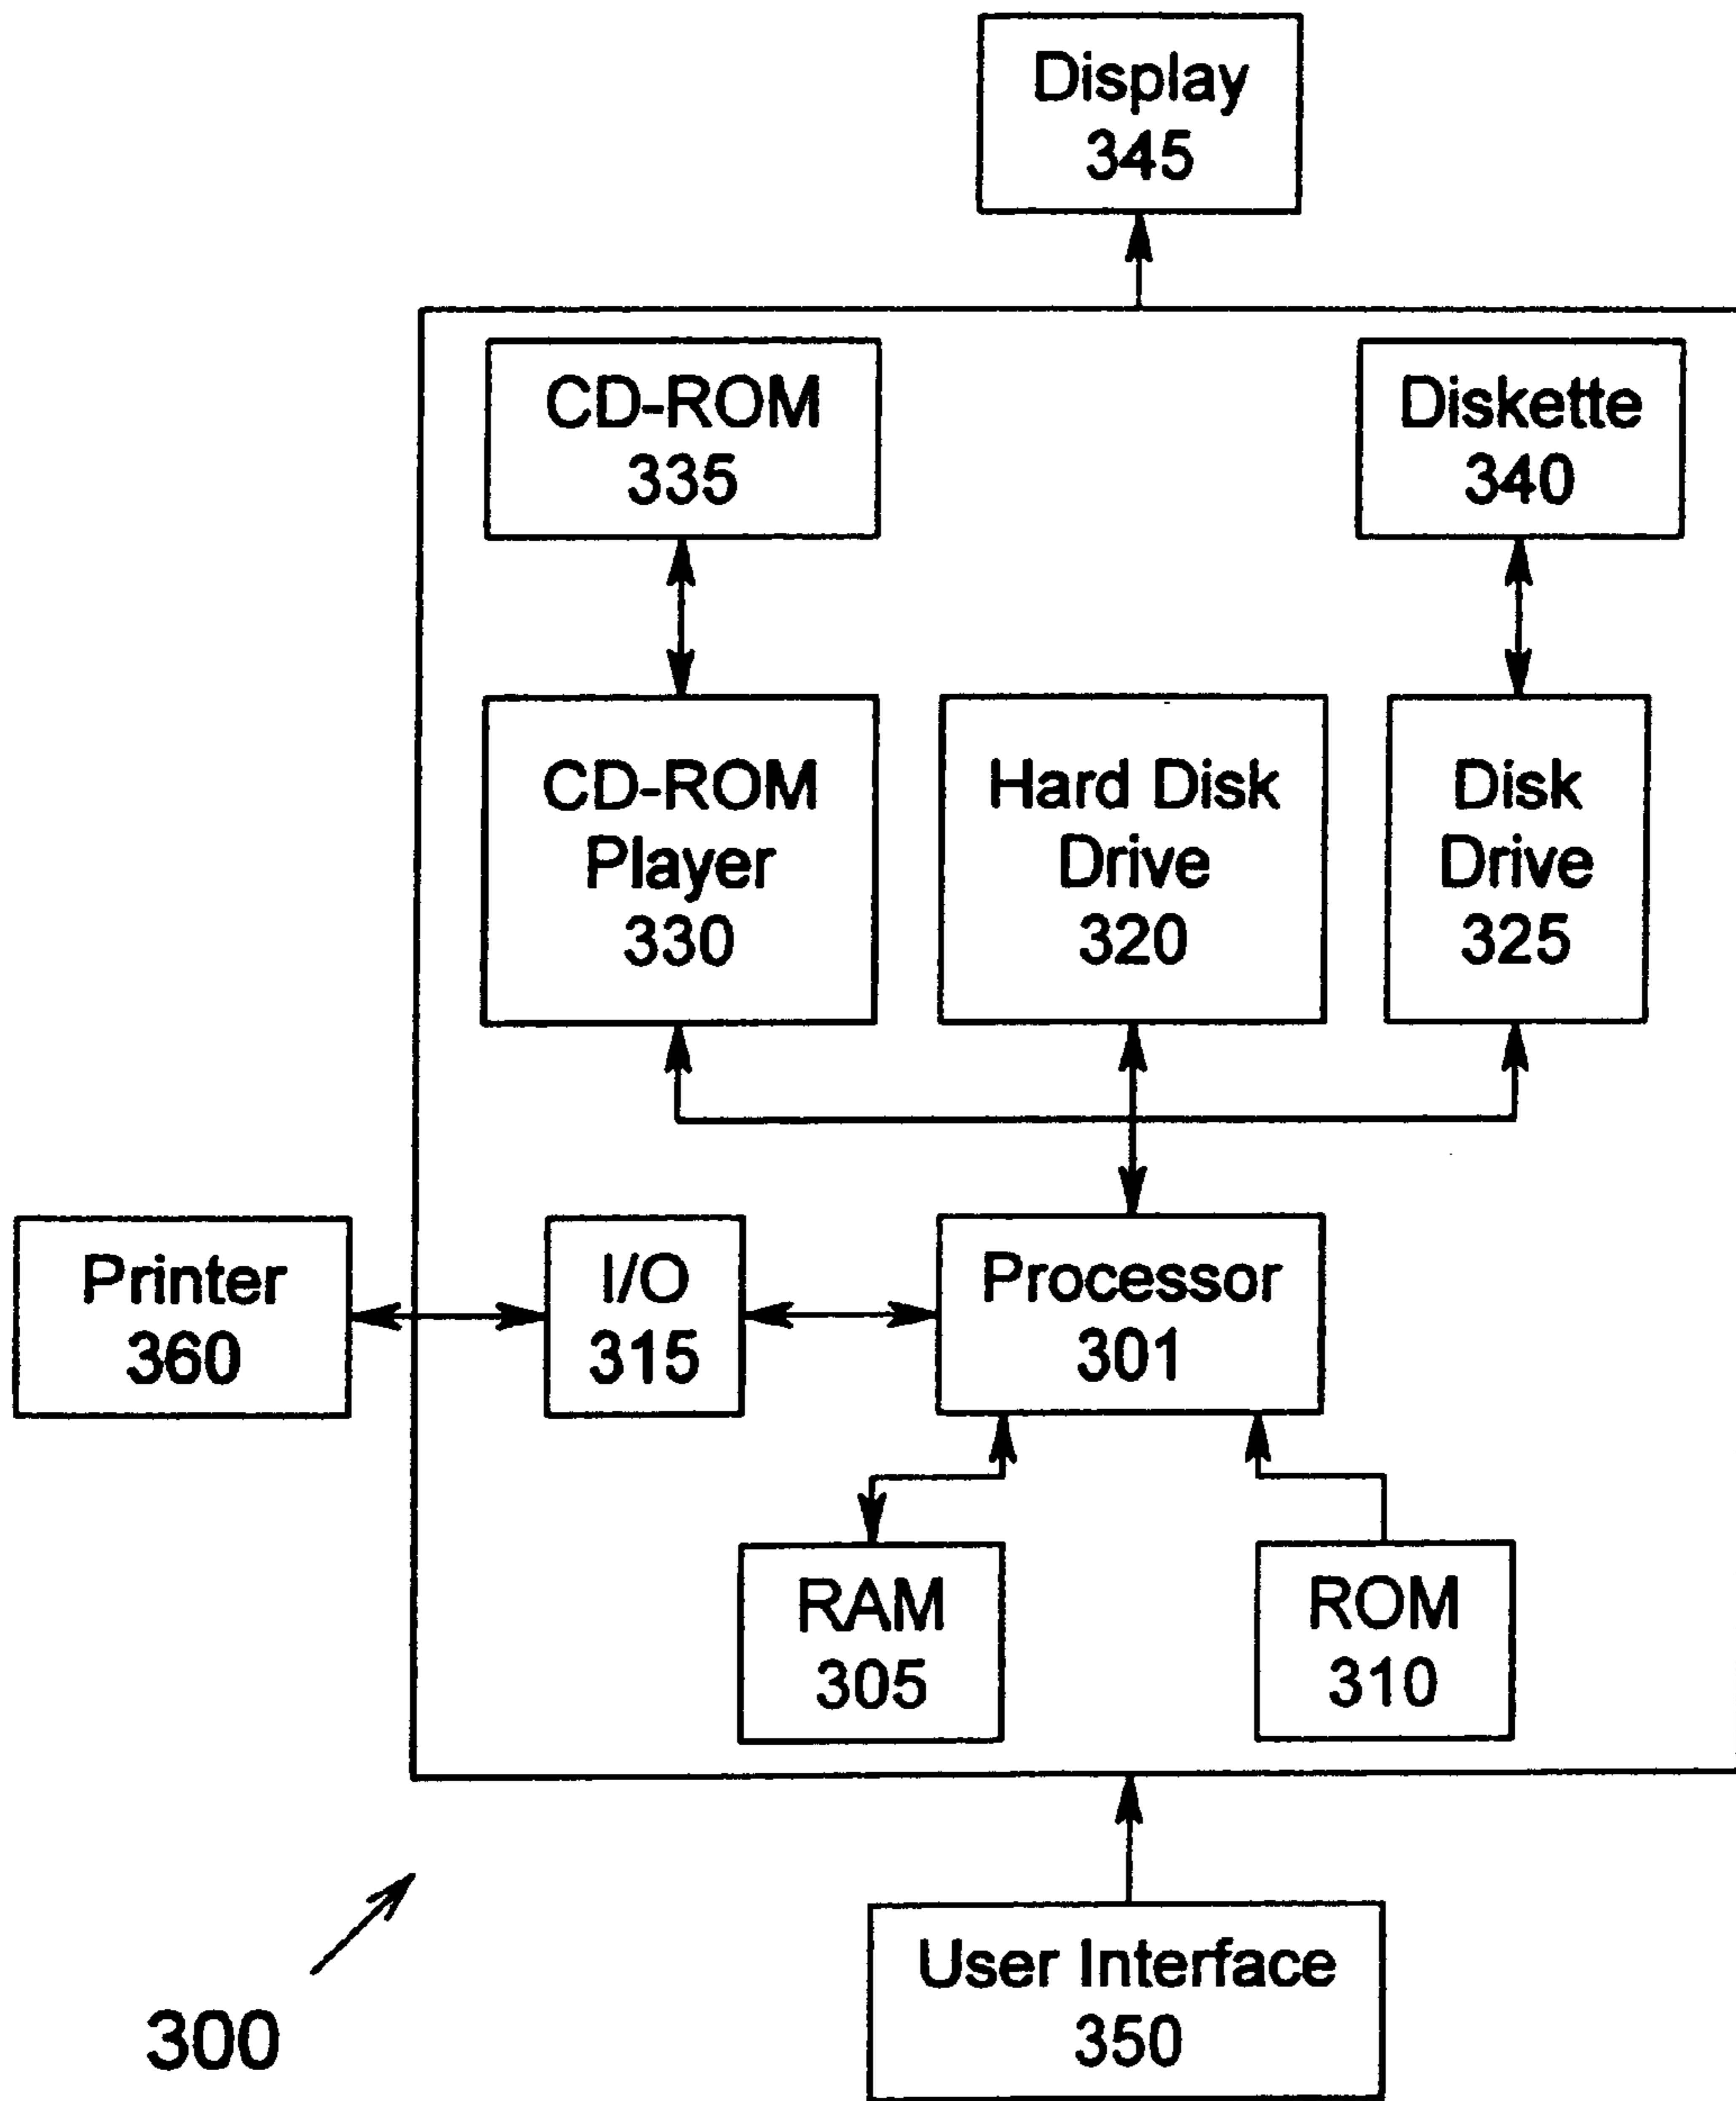 Display
345
CD-ROM
335
Diskette
340
CD-ROM
Player
330
Hard Disk
Drive
320
Disk
Drive
325
Printer
360
I/O
315
Processor
301
RAM
305
ROM
310
User Interface
350
300